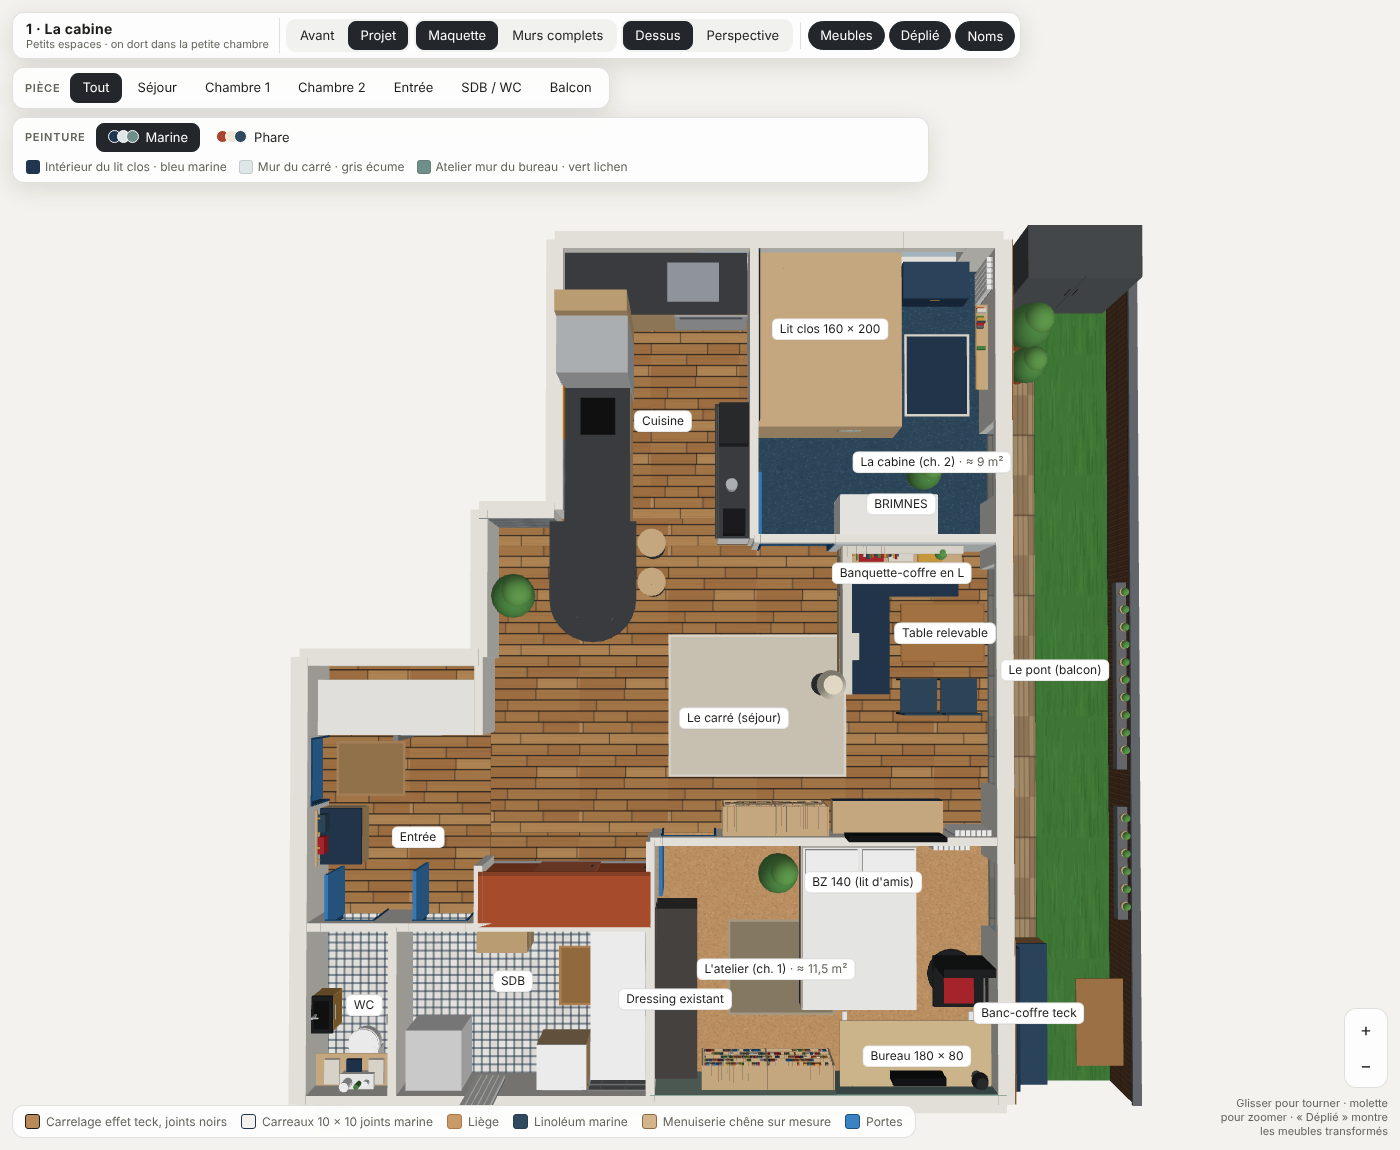 1 · La cabine
Petits espaces · on dort dans la petite chambre
Avant
Projet
Maquette
Murs complets
Dessus
Perspective
Meubles
Déplié
Noms
PIÈCE
Tout
Séjour
Chambre 1
Chambre 2
Entrée
SDB / WC
Balcon
PEINTURE
Marine
Phare
Intérieur du lit clos · bleu marine
Mur du carré · gris écume
Atelier mur du bureau · vert lichen
Lit clos 160 × 200
Cuisine
La cabine (ch. 2) · ≈ 9 m²
BRIMNES
Banquette-coffre en L
Table relevable
Le pont (balcon)
Le carré (séjour)
Entrée
BZ 140 (lit d'amis)
L'atelier (ch. 1) · ≈ 11,5 m²
SDB
WC
Dressing existant
Banc-coffre teck
Bureau 180 × 80
+
−
Glisser pour tourner · molette
pour zoomer · « Déplié » montre
les meubles transformés
Carrelage effet teck, joints noirs
Carreaux 10 × 10 joints marine
Liège
Linoléum marine
Menuiserie chêne sur mesure
Portes